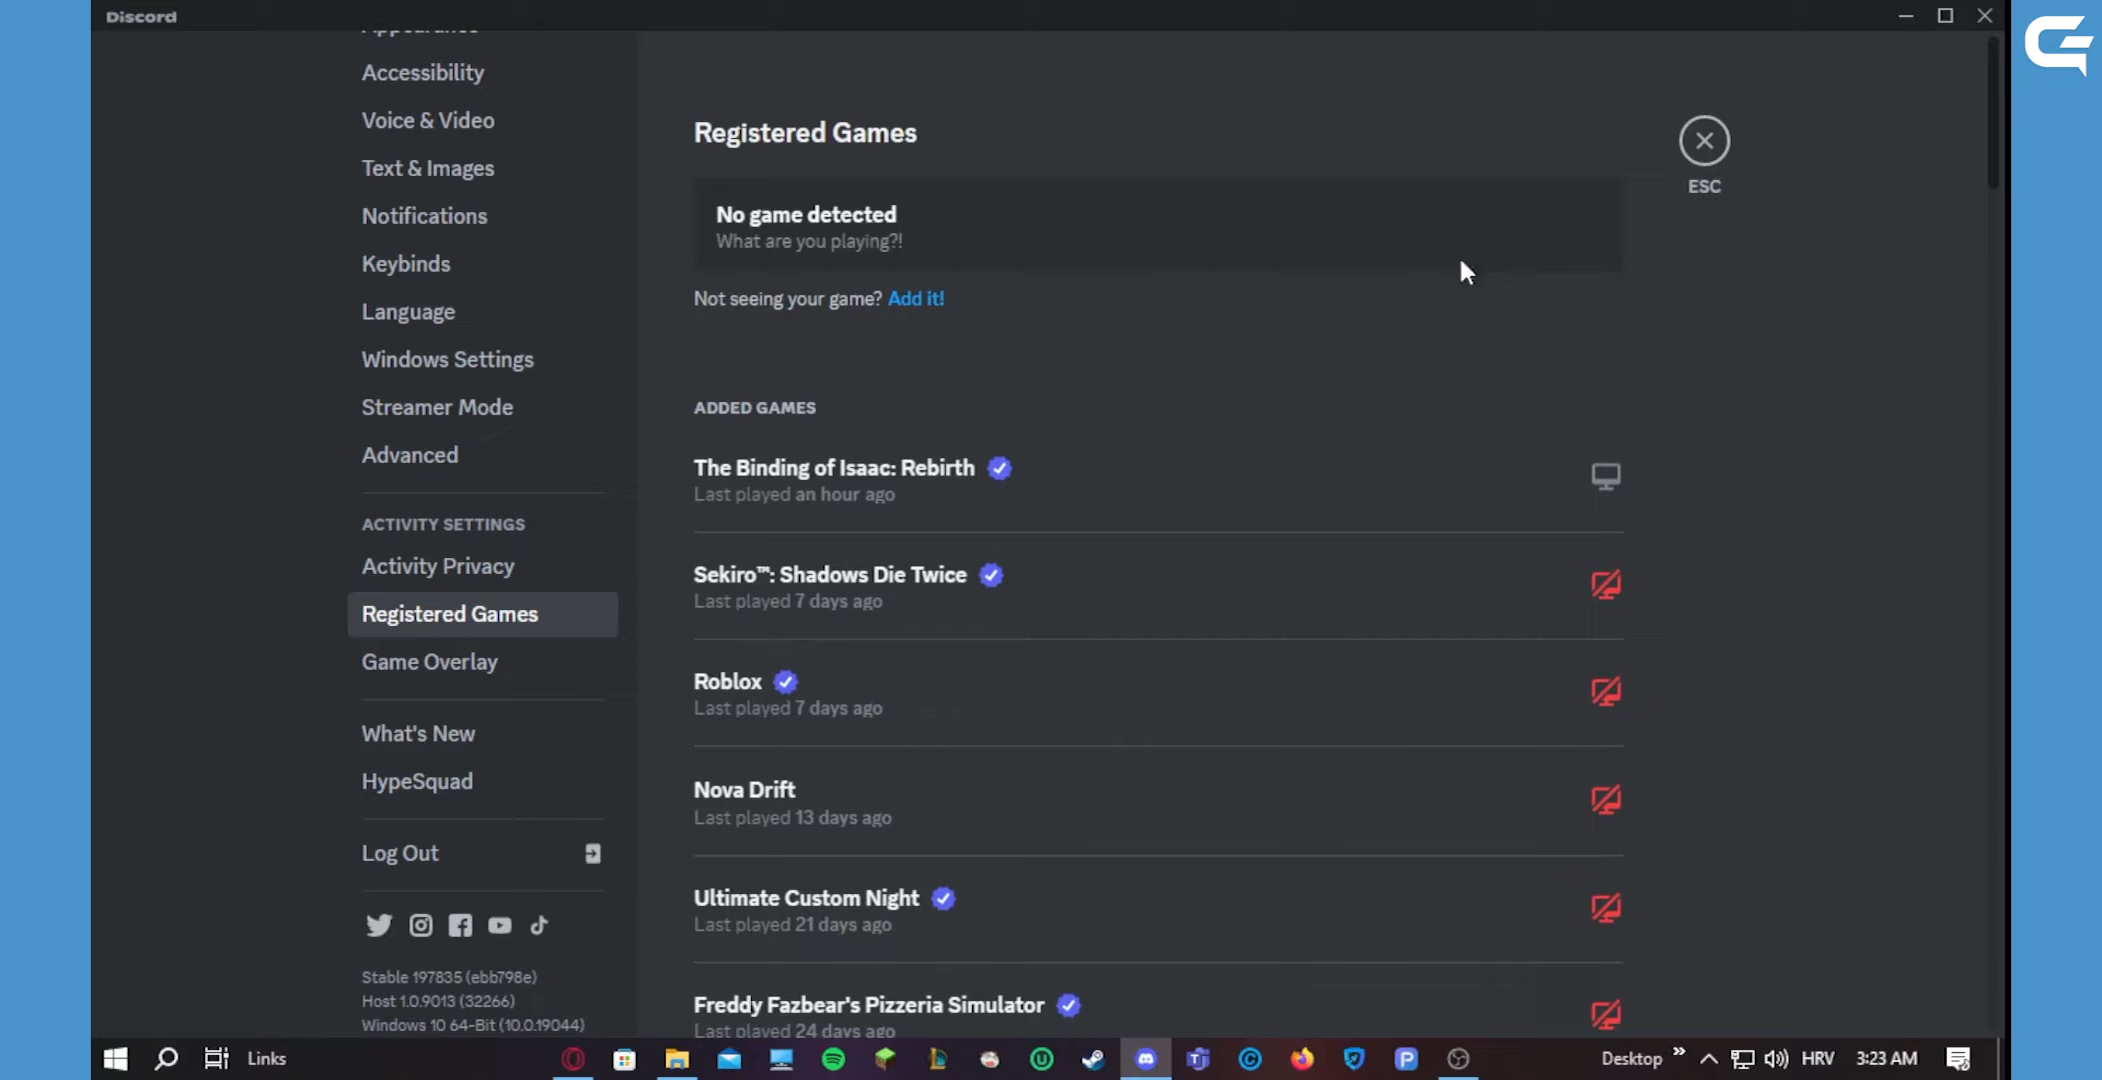 Discord
Appearance
Accessibility
Voice & Video
Text & Images
Notifications
Keybinds
Language
Windows Settings
Streamer Mode
Advanced
ACTIVITY SETTINGS
Activity Privacy
Registered Games
Game Overlay
What's New
HypeSquad
Log Out
Stable 197835 (ebb798e)
Host 1.0.9013 (32266)
Windows 10 64-Bit (10.0.19044)
Registered Games
ESC
No game detected
What are you playing?!
Not seeing your game? Add it!
ADDED GAMES
The Binding of Isaac: Rebirth
Last played an hour ago
Sekiro™: Shadows Die Twice
Last played 7 days ago
Roblox
Last played 7 days ago
Nova Drift
Last played 13 days ago
Ultimate Custom Night
Last played 21 days ago
Freddy Fazbear's Pizzeria Simulator
Last played 24 days ago
Links
Desktop
HRV
3:23 AM